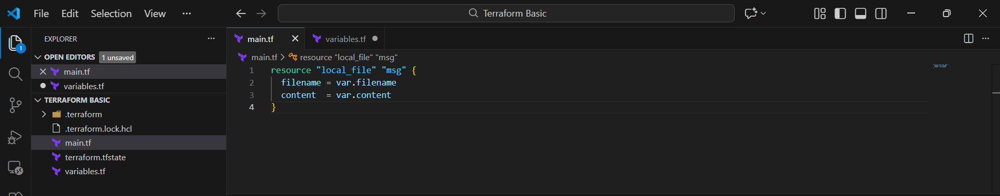 File Edit Selection View ··· Terraform Basic
EXPLORER ···
main.tf variables.tf ···
OPEN EDITORS 1 unsaved
main.tf
variables.tf
TERRAFORM BASIC
.terraform
.terraform.lock.hcl
main.tf
terraform.tfstate
variables.tf
1
main.tf > resource "local_file" "msg"
1 resource "local_file" "msg" {
2 filename = var.filename
3 content = var.content
4 }